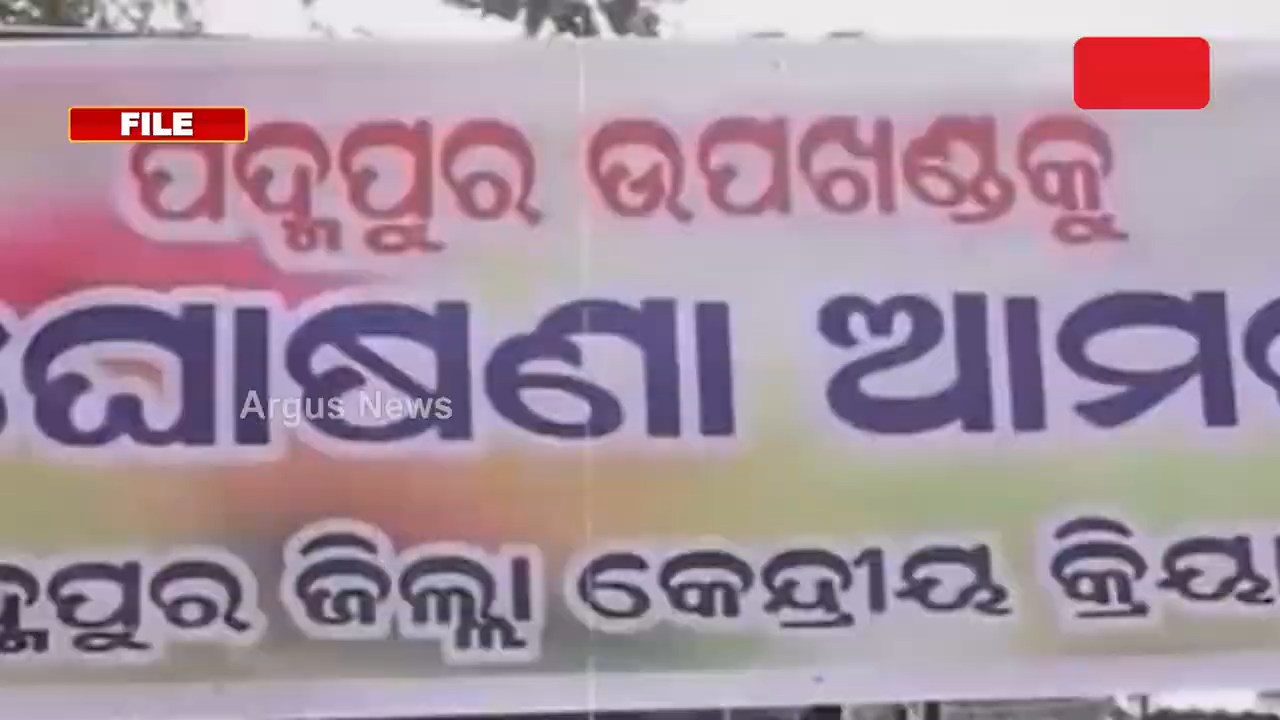 FILE
ପଦ୍ମପୁର ଉପଖଣ୍ଡକୁ
ଘୋଷଣା
Argus News
ଜିଲ୍ଲା କେନ୍ଦ୍ରୀୟ